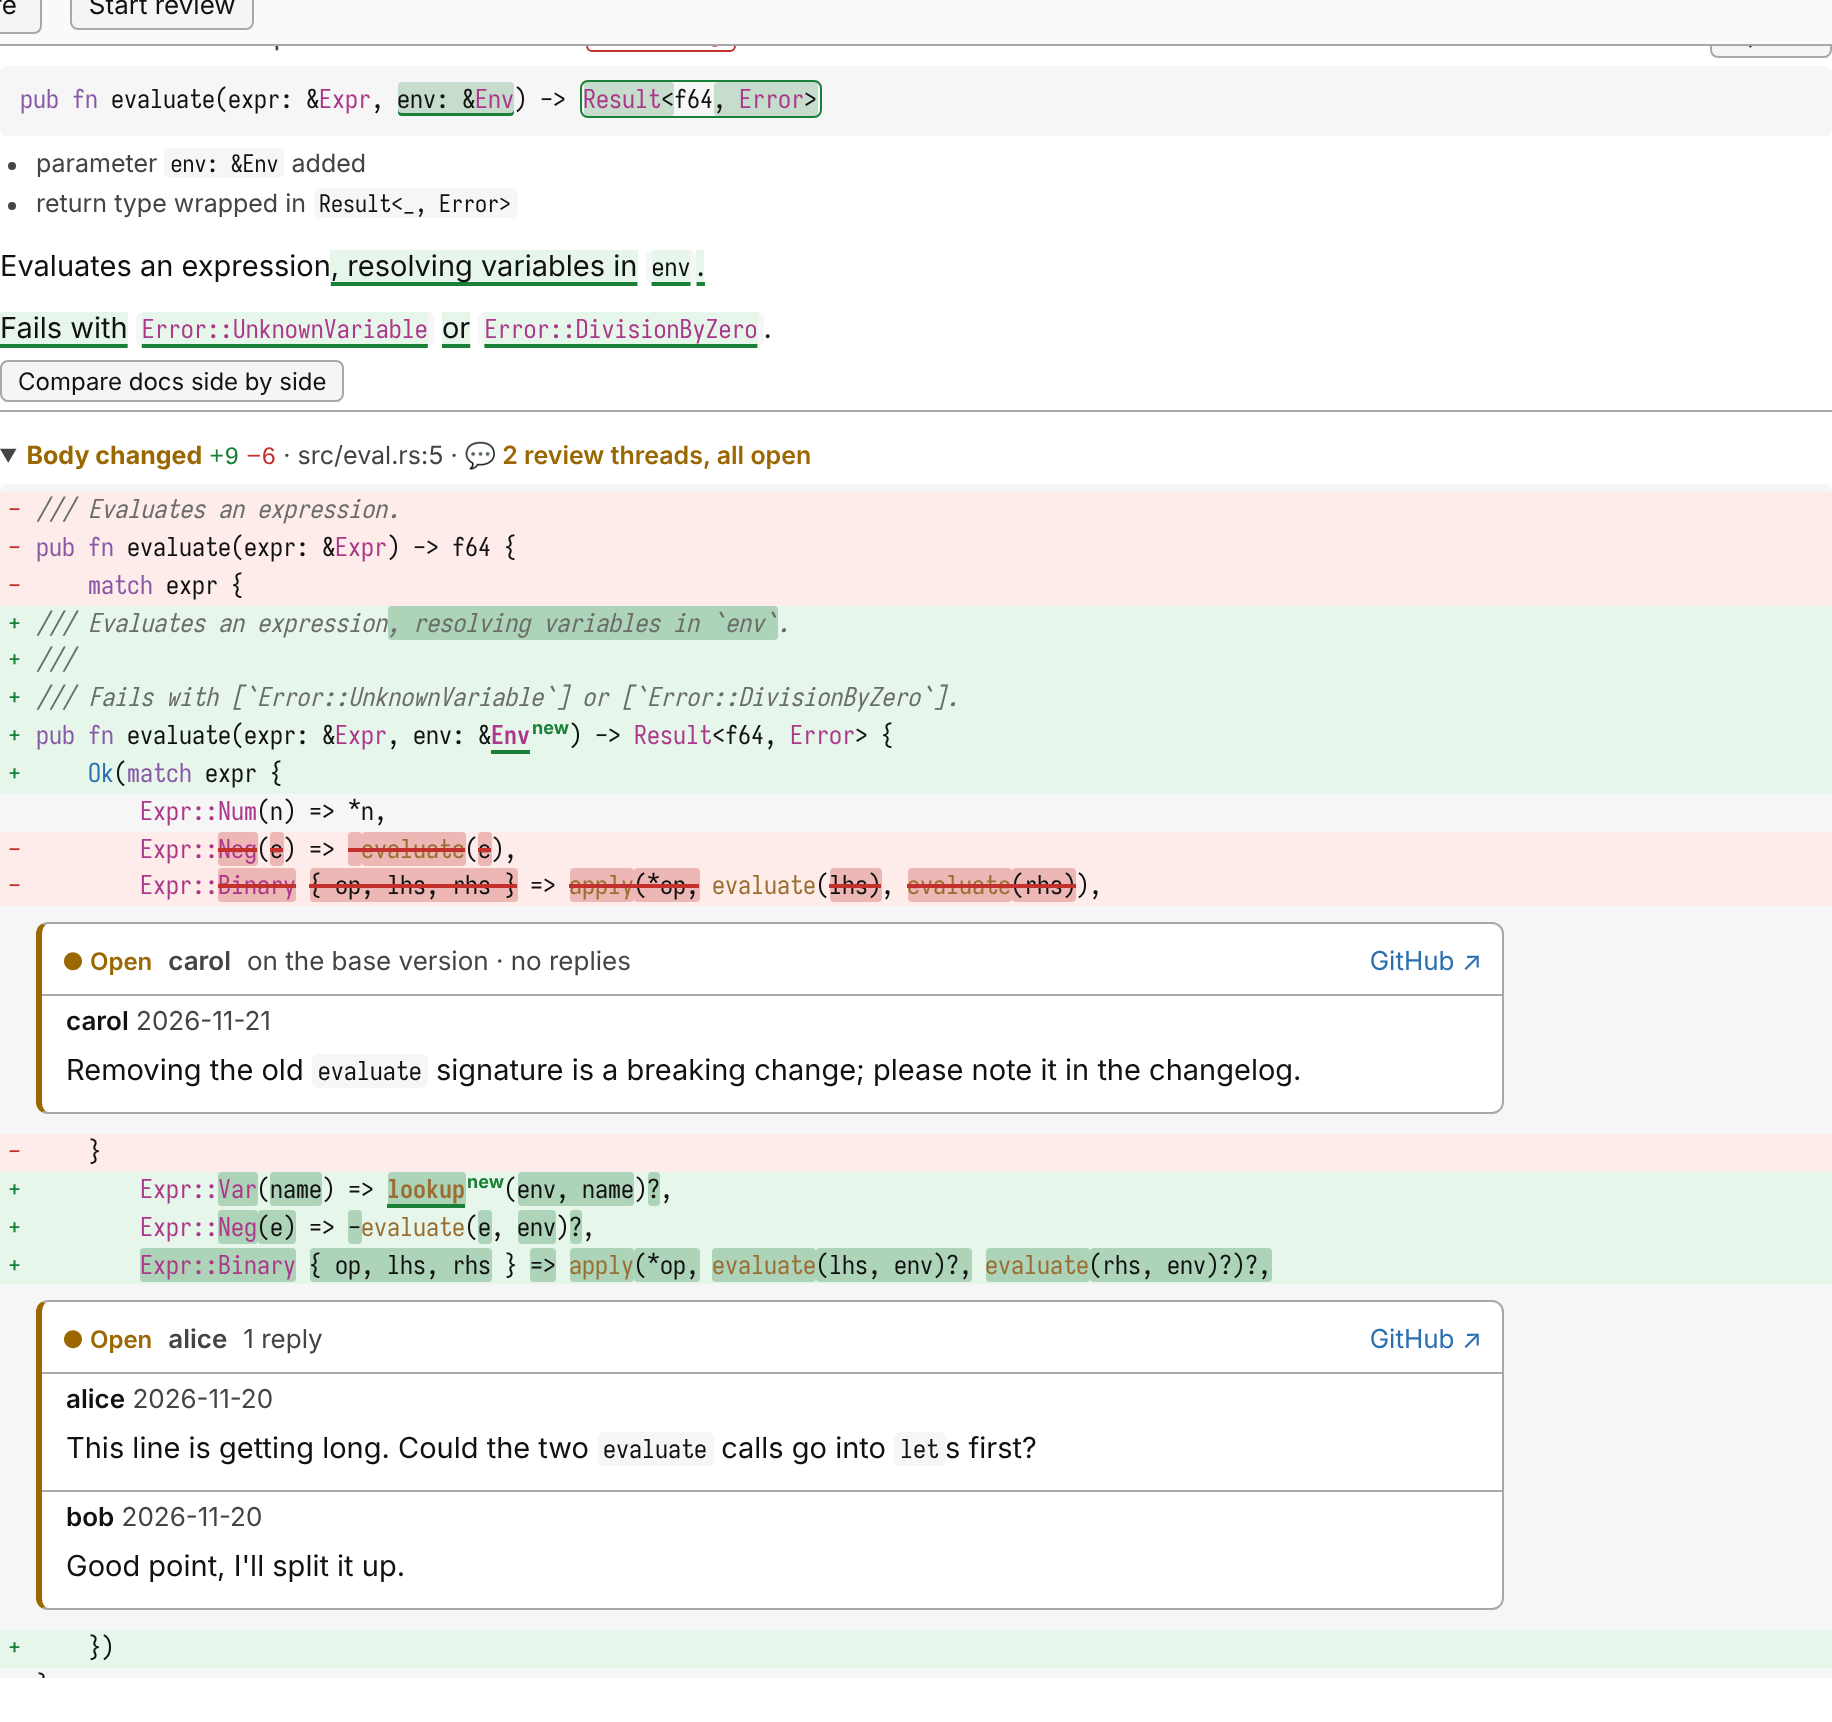 Start review
pub fn evaluate(expr: &Expr, env: &Env) -> Result<f64, Error>
• parameter env: &Env added
• return type wrapped in Result<_, Error>
Evaluates an expression, resolving variables in env.
Fails with Error::UnknownVariable or Error::DivisionByZero.
Compare docs side by side
▼ Body changed +9 −6 · src/eval.rs:5 · 💬 2 review threads, all open
− /// Evaluates an expression.
− pub fn evaluate(expr: &Expr) -> f64 {
−     match expr {
+ /// Evaluates an expression, resolving variables in `env`.
+ ///
+ /// Fails with [`Error::UnknownVariable`] or [`Error::DivisionByZero`].
+ pub fn evaluate(expr: &Expr, env: &Env new) -> Result<f64, Error> {
+     Ok(match expr {
        Expr::Num(n) => *n,
−         Expr::Neg(e) => -evaluate(e),
−         Expr::Binary { op, lhs, rhs } => apply(*op, evaluate(lhs), evaluate(rhs)),
● Open carol on the base version · no replies GitHub ↗
carol 2026-11-21
Removing the old evaluate signature is a breaking change; please note it in the changelog.
−     }
+         Expr::Var(name) => lookup new(env, name)?,
+         Expr::Neg(e) => -evaluate(e, env)?,
+         Expr::Binary { op, lhs, rhs } => apply(*op, evaluate(lhs, env)?, evaluate(rhs, env)?)?,
● Open alice 1 reply GitHub ↗
alice 2026-11-20
This line is getting long. Could the two evaluate calls go into lets first?
bob 2026-11-20
Good point, I'll split it up.
+     })